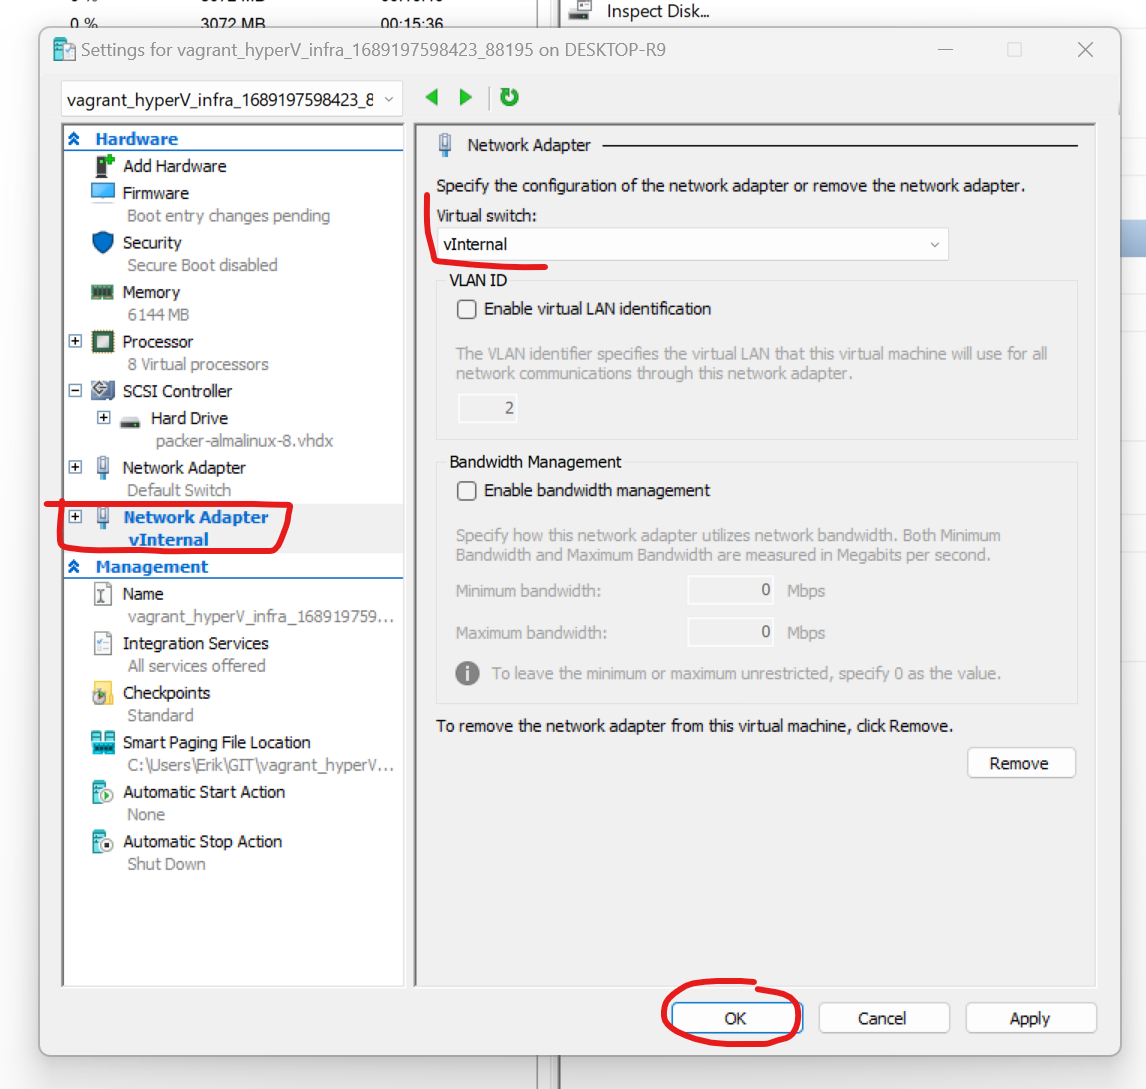 0 %
3072 MB
00:15:36
Inspect Disk...
Settings for vagrant_hyperV_infra_1689197598423_88195 on DESKTOP-R9
vagrant_hyperV_infra_1689197598423_8
Hardware
Add Hardware
Firmware
Boot entry changes pending
Security
Secure Boot disabled
Memory
6144 MB
Processor
8 Virtual processors
SCSI Controller
Hard Drive
packer-almalinux-8.vhdx
Network Adapter
Default Switch
Network Adapter
vInternal
Management
Name
vagrant_hyperV_infra_168919759...
Integration Services
All services offered
Checkpoints
Standard
Smart Paging File Location
C:\Users\Erik\GIT\vagrant_hyperV...
Automatic Start Action
None
Automatic Stop Action
Shut Down
Network Adapter
Specify the configuration of the network adapter or remove the network adapter.
Virtual switch:
vInternal
VLAN ID
Enable virtual LAN identification
The VLAN identifier specifies the virtual LAN that this virtual machine will use for all
network communications through this network adapter.
2
Bandwidth Management
Enable bandwidth management
Specify how this network adapter utilizes network bandwidth. Both Minimum
Bandwidth and Maximum Bandwidth are measured in Megabits per second.
Minimum bandwidth: 0 Mbps
Maximum bandwidth: 0 Mbps
To leave the minimum or maximum unrestricted, specify 0 as the value.
To remove the network adapter from this virtual machine, click Remove.
Remove
OK
Cancel
Apply